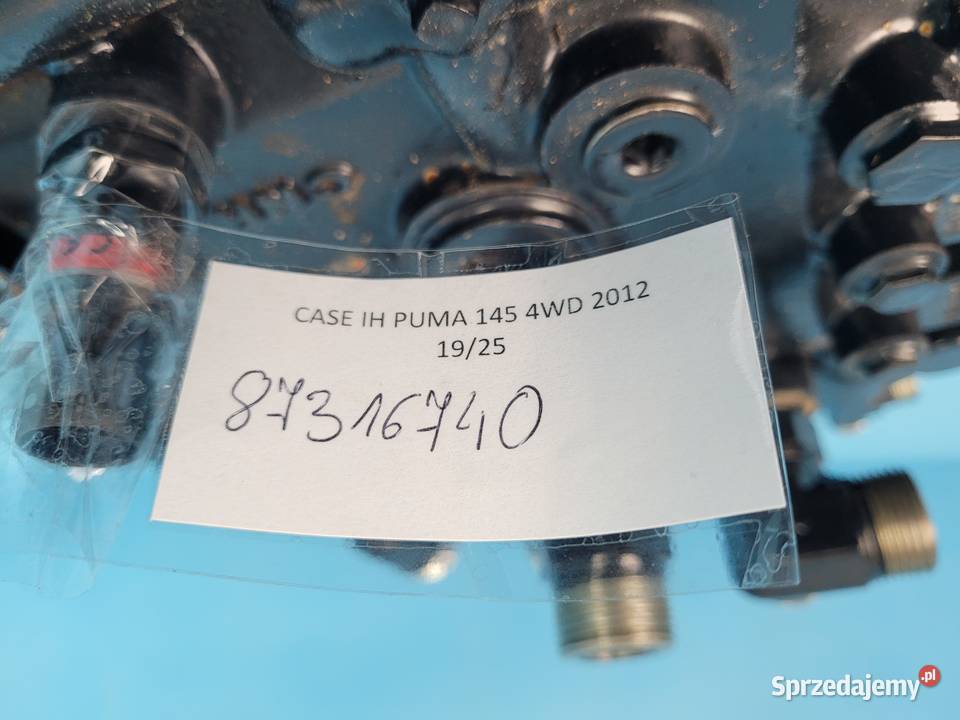 CASE IH PUMA 145 4WD 2012
19/25
87316740
Sprzedajemy.pl